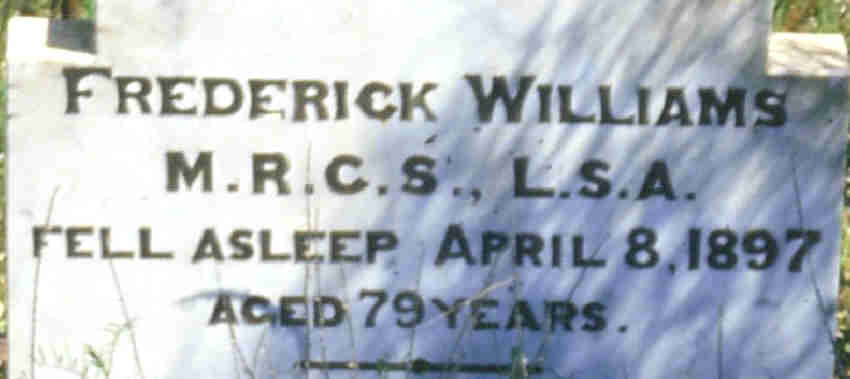 FREDERICK WILLIAMS
M.R.C.S., L.S.A.
FELL ASLEEP APRIL 8, 1897
AGED 79 YEARS.